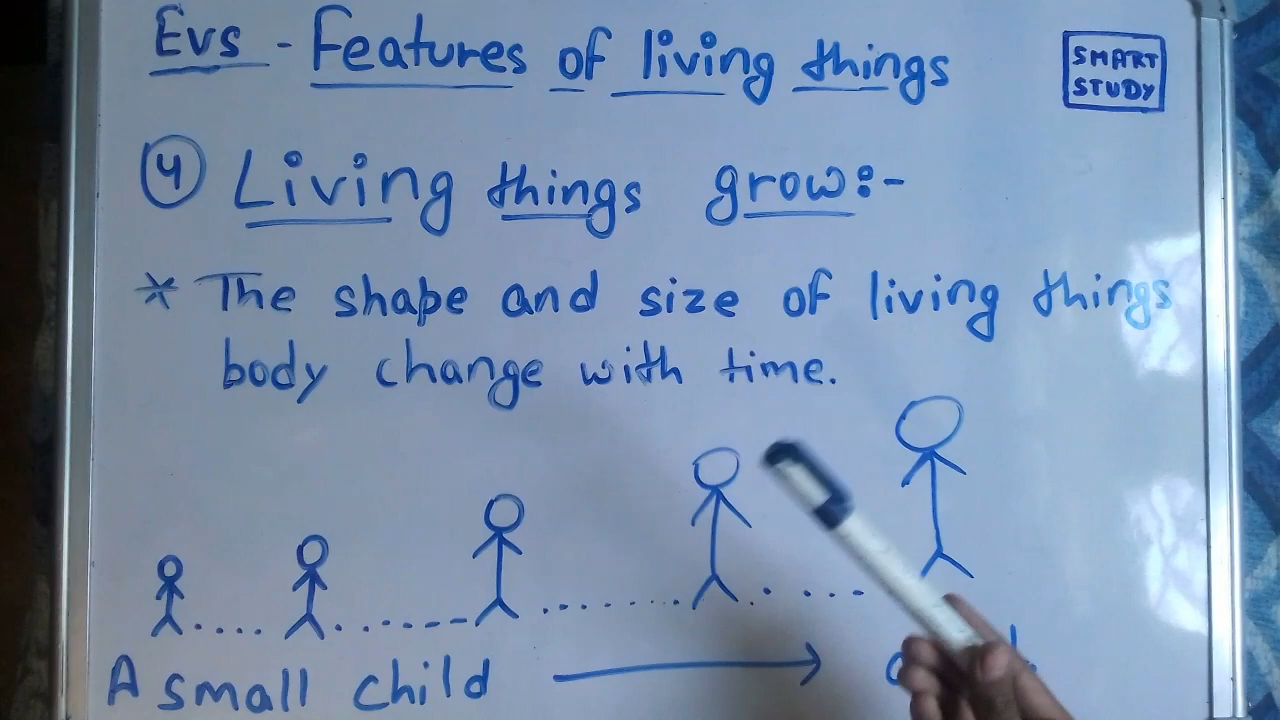 Evs - Features of living things
SMART
STUDY
4 Living things grow:-
* The shape and size of living things
body change with time.
A small child